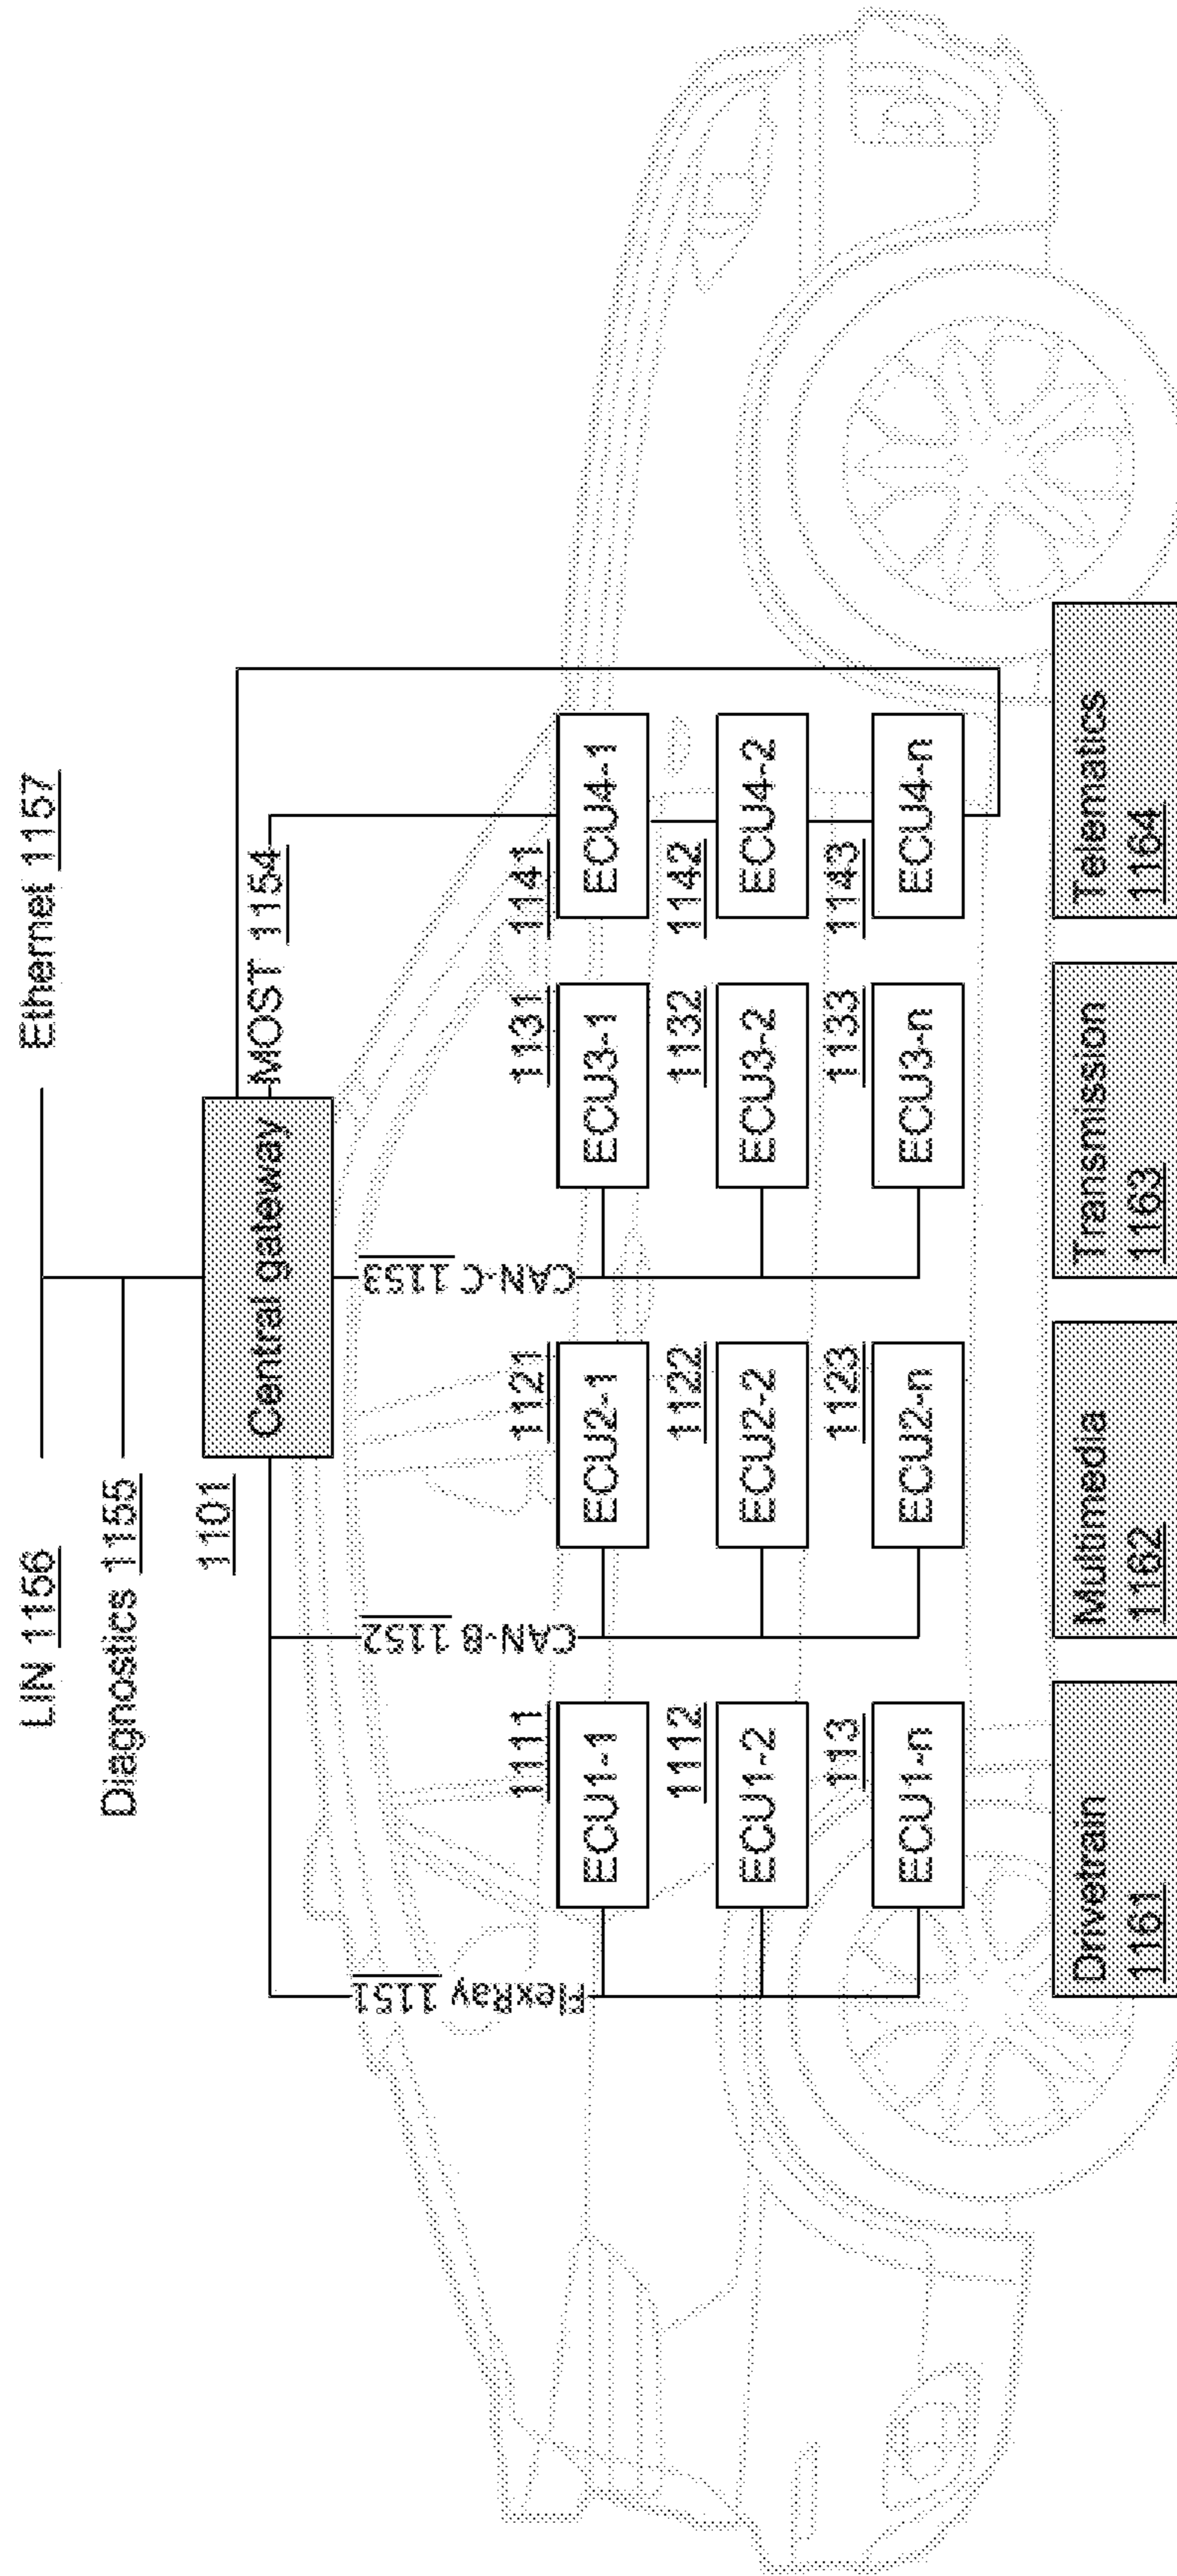 LIN 1156
Ethernet 1157
Diagnostics 1155
1101
Central gateway
MOST 1154
FlexRay 1151
CAN-B 1152
CAN-C 1153
1111
1121
1131
1141
ECU1-1
ECU2-1
ECU3-1
ECU4-1
1112
1122
1132
1142
ECU1-2
ECU2-2
ECU3-2
ECU4-2
113
1123
1133
1143
ECU1-n
ECU2-n
ECU3-n
ECU4-n
Drivetrain
1161
Multimedia
1162
Transmission
1163
Telematics
1164